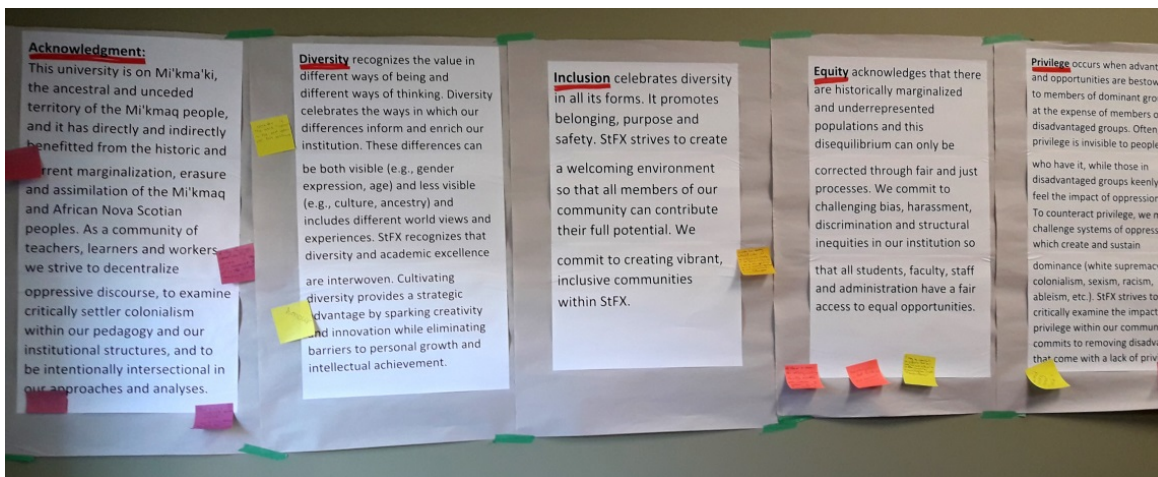 Acknowledgment:
This university is on Mi'kma'ki,
the ancestral and unceded
territory of the Mi'kmaq people,
and it has directly and indirectly
benefitted from the historic and
current marginalization, erasure
and assimilation of the Mi'kmaq
and African Nova Scotian
peoples. As a community of
teachers, learners and workers,
we strive to decentralize
oppressive discourse, to examine
critically settler colonialism
within our pedagogy and our
institutional structures, and to
be intentionally intersectional in
our approaches and analyses.
Diversity recognizes the value in
different ways of being and
different ways of thinking. Diversity
celebrates the ways in which our
differences inform and enrich our
institution. These differences can
be both visible (e.g., gender
expression, age) and less visible
(e.g., culture, ancestry) and
includes different world views and
experiences. StFX recognizes that
diversity and academic excellence
are interwoven. Cultivating
diversity provides a strategic
advantage by sparking creativity
and innovation while eliminating
barriers to personal growth and
intellectual achievement.
Inclusion celebrates diversity
in all its forms. It promotes
belonging, purpose and
safety. StFX strives to create
a welcoming environment
so that all members of our
community can contribute
their full potential. We
commit to creating vibrant,
inclusive communities
within StFX.
Equity acknowledges that there
are historically marginalized
and underrepresented
populations and this
disequilibrium can only be
corrected through fair and just
processes. We commit to
challenging bias, harassment,
discrimination and structural
inequities in our institution so
that all students, faculty, staff
and administration have a fair
access to equal opportunities.
Privilege occurs when advant
and opportunities are bestow
to members of dominant gro
at the expense of members o
disadvantaged groups. Often
privilege is invisible to people
who have it, while those in
disadvantaged groups keenly
feel the impact of oppression
To counteract privilege, we m
challenge systems of oppress
which create and sustain
dominance (white supremacy
colonialism, sexism, racism,
ableism, etc.). StFX strives to
critically examine the impact
privilege within our commun
commits to removing disadva
that come with a lack of priv